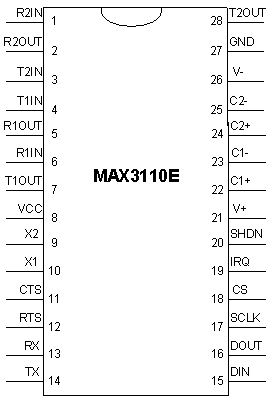 R2IN 1 28 T2OUT
R2OUT 2 27 GND
T2IN 3 26 V-
T1IN 4 25 C2-
R1OUT 5 24 C2+
R1IN 6 23 C1-
MAX3110E
T1OUT 7 22 C1+
VCC 8 21 V+
X2 9 20 SHDN
X1 10 19 IRQ
CTS 11 18 CS
RTS 12 17 SCLK
RX 13 16 DOUT
TX 14 15 DIN